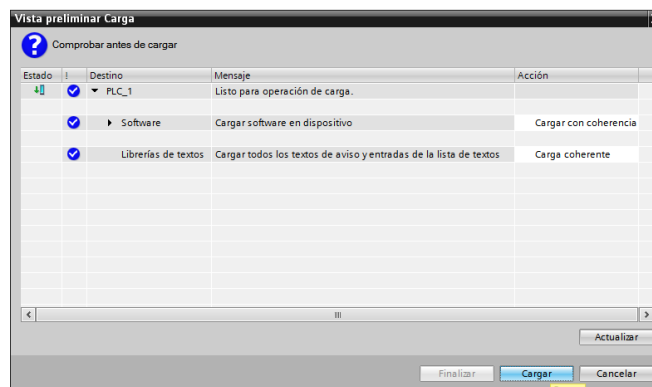 Vista preliminar Carga
?
Comprobar antes de cargar
Estado ! Destino Mensaje Acción
PLC_1 Listo para operación de carga.
Software Cargar software en dispositivo Cargar con coherencia
Librerías de textos Cargar todos los textos de aviso y entradas de la lista de textos Carga coherente
Actualizar
Finalizar Cargar Cancelar